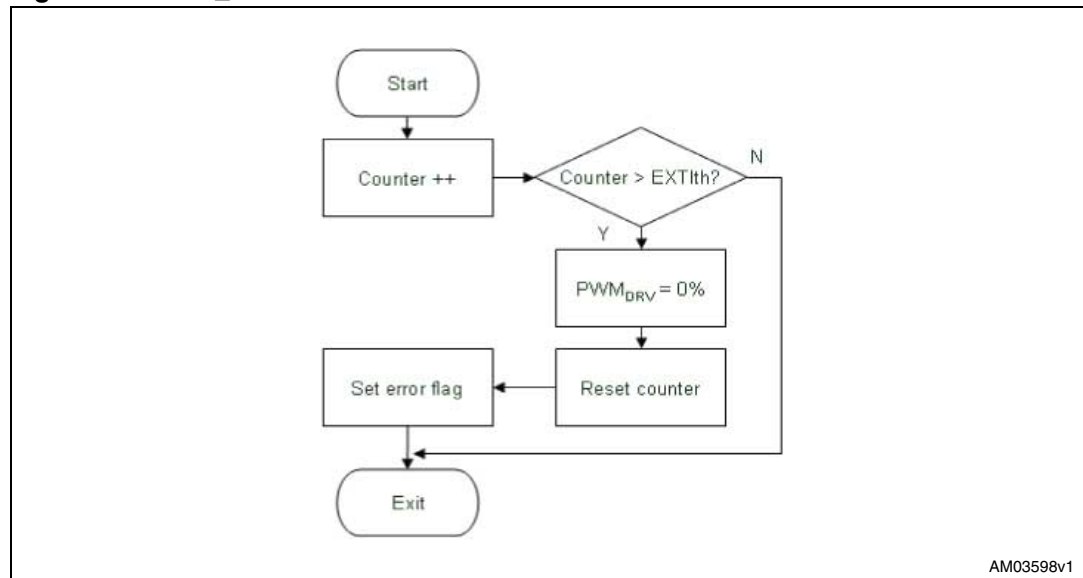 Start
Counter ++
Counter > EXTIth?
N
Y
PWMDRV = 0%
Reset counter
Set error flag
Exit
AM03598v1